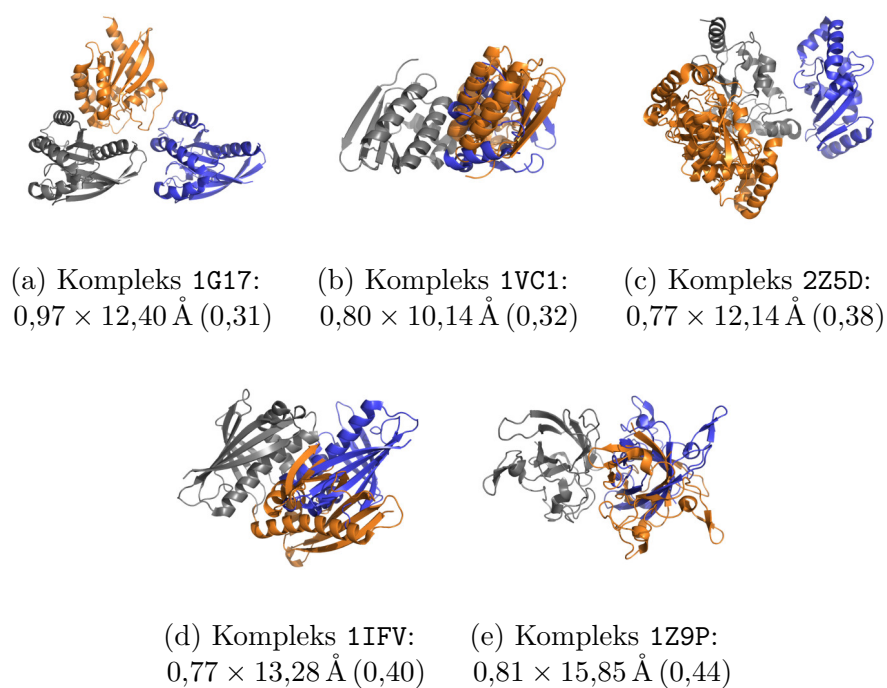 (a) Kompleks 1G17:
0,97 × 12,40 Å (0,31)
(b) Kompleks 1VC1:
0,80 × 10,14 Å (0,32)
(c) Kompleks 2Z5D:
0,77 × 12,14 Å (0,38)
(d) Kompleks 1IFV:
0,77 × 13,28 Å (0,40)
(e) Kompleks 1Z9P:
0,81 × 15,85 Å (0,44)